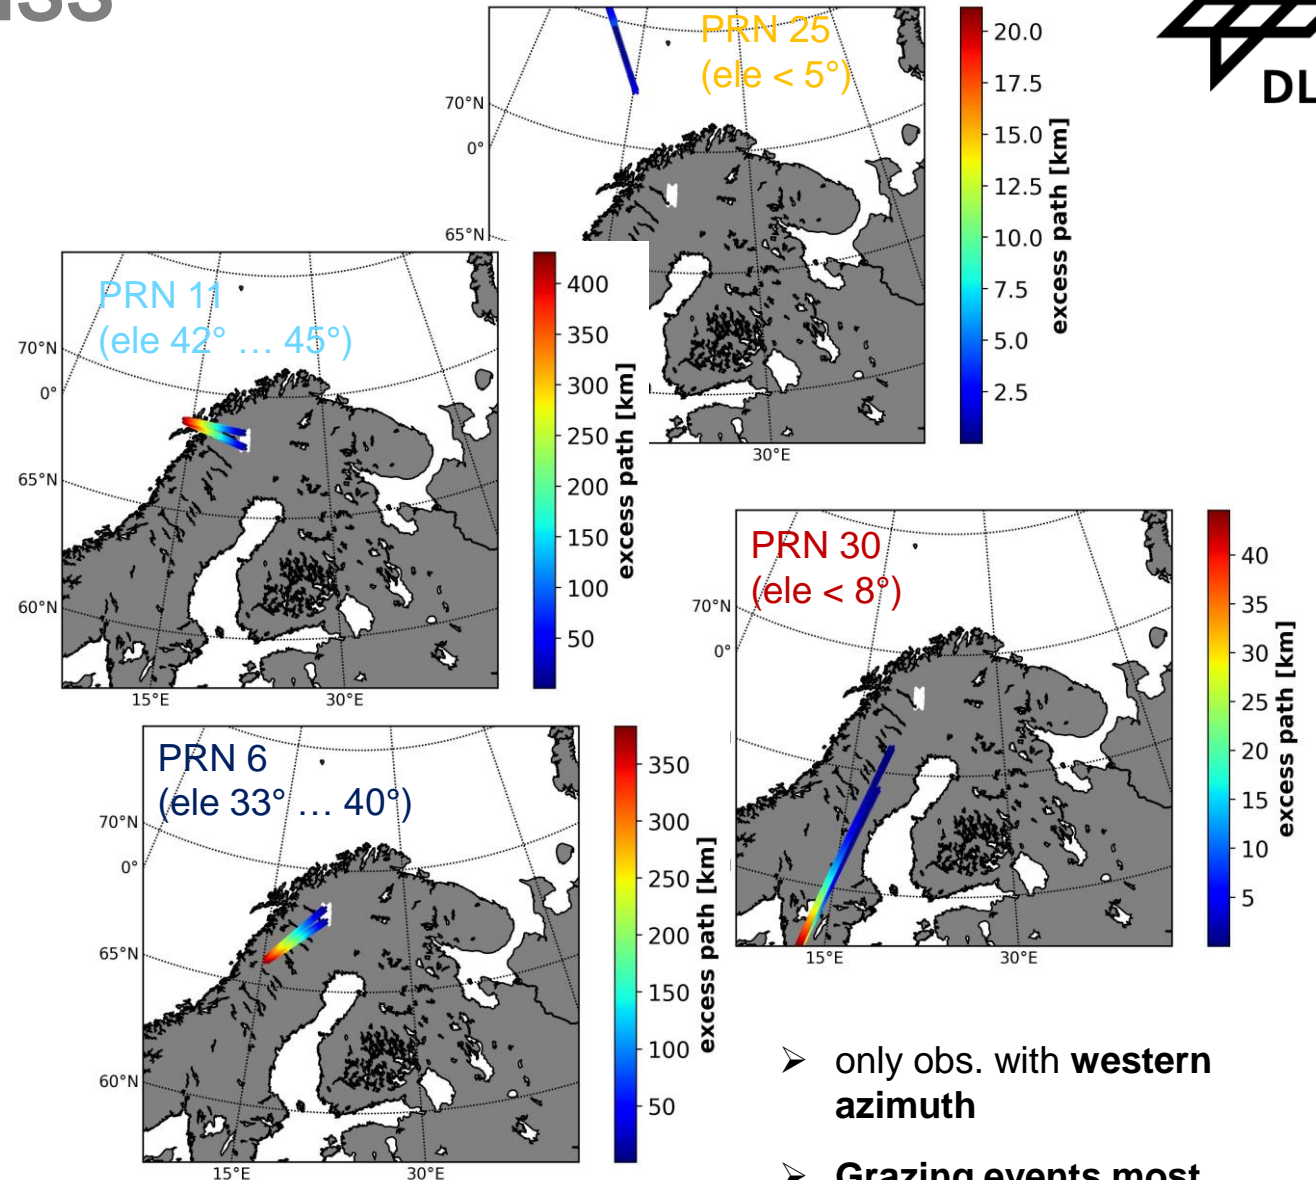 PRN 25
(ele < 5°)
70°N
0°
65°N
30°E
20.0
17.5
15.0
12.5
10.0
7.5
5.0
2.5
excess path [km]
PRN 11
(ele 42° … 45°)
70°N
0°
65°N
60°N
15°E
30°E
400
350
300
250
200
150
100
50
excess path [km]
PRN 30
(ele < 8°)
70°N
0°
15°E
30°E
40
35
30
25
20
15
10
5
excess path [km]
PRN 6
(ele 33° … 40°)
70°N
0°
65°N
60°N
15°E
30°E
350
300
250
200
150
100
50
excess path [km]
➢ only obs. with western
azimuth
➢ Grazing events most